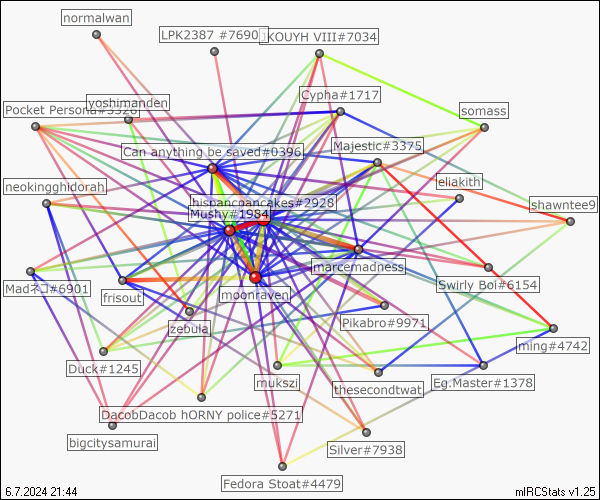 normalwan
LPK2387 #7690
JKOUYH VIII#7034
Cypha#1717
yoshimanden
Pocket Persona#3326
somass
Majestic#3375
Can anything be saved#0396
eliakith
neokingghidorah
hispancpancakes#2928
shawntee9
Mushy#1984
marcemadness
Madネコ#6901
frisout
moonraven
Swirly Boi#6154
zebula
Pikabro#9971
ming#4742
Duck#1245
mukszi
thesecondtwat
Eg.Master#1378
DacobDacob hORNY police#5271
bigcitysamurai
Silver#7938
Fedora Stoat#4479
6.7.2024 21:44
mIRCStats v1.25